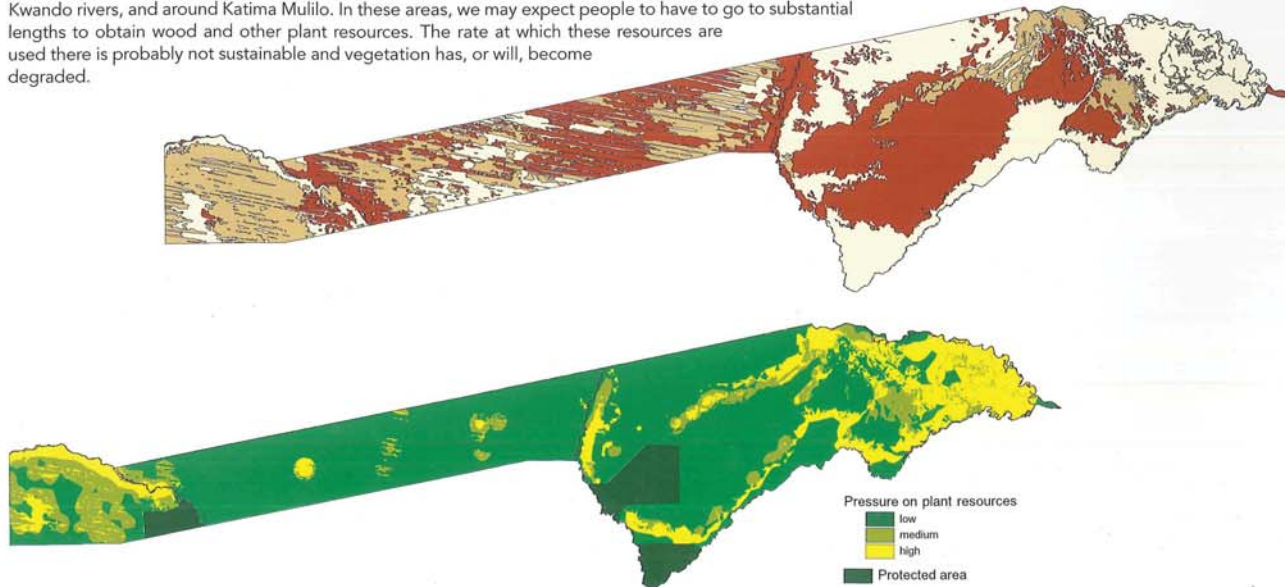 Kwando rivers, and around Katima Mulilo. In these areas, we may expect people to have to go to substantial
lengths to obtain wood and other plant resources. The rate at which these resources are
used there is probably not sustainable and vegetation has, or will, become
degraded.
Pressure on plant resources
low
medium
high
Protected area